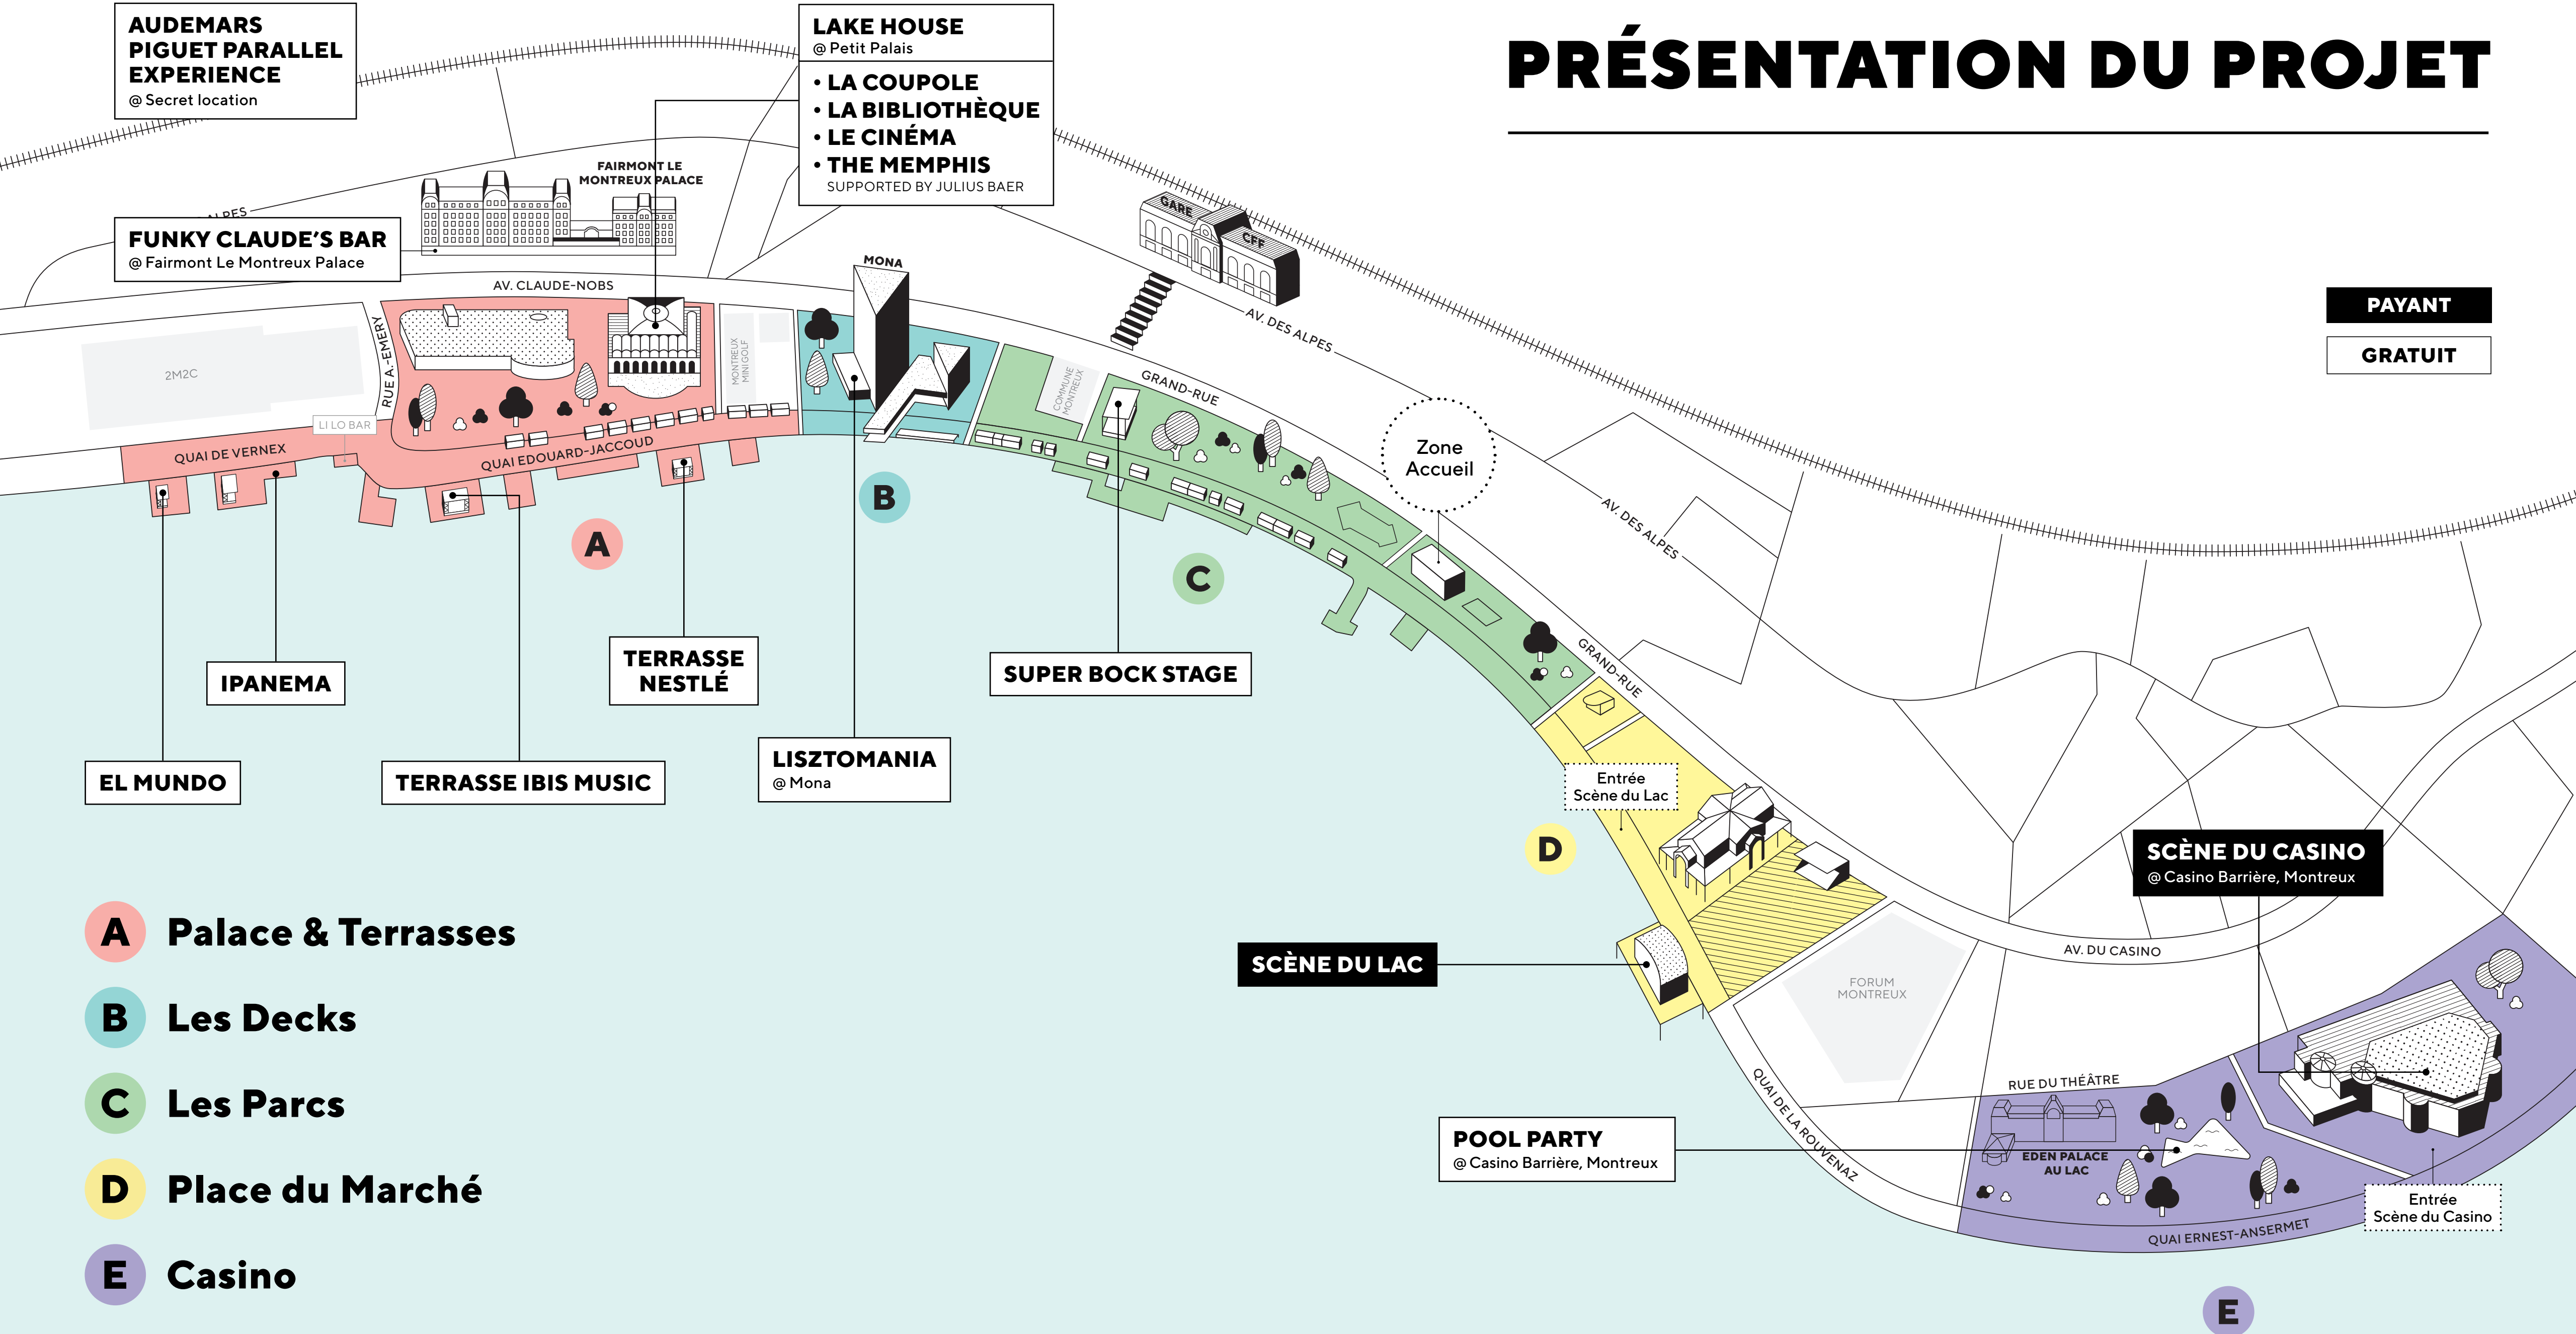 PRÉSENTATION DU PROJET
AUDEMARS
PIGUET PARALLEL
EXPERIENCE
@ Secret location
LAKE HOUSE
@ Petit Palais
• LA COUPOLE
• LA BIBLIOTHÈQUE
• LE CINÉMA
• THE MEMPHIS
SUPPORTED BY JULIUS BAER
FAIRMONT LE
MONTREUX PALACE
ALPES
FUNKY CLAUDE'S BAR
@ Fairmont Le Montreux Palace
GARE
CFF
MONA
AV. CLAUDE-NOBS
PAYANT
GRATUIT
AV. DES ALPES
2M2C
RUE A.-EMERY
MONTREUX
MINI GOLF
COMMUNE
MONTREUX
GRAND-RUE
LI LO BAR
QUAI DE VERNEX
QUAI EDOUARD-JACCOUD
Zone
Accueil
AV. DES ALPES
A
B
C
GRAND-RUE
TERRASSE
NESTLÉ
SUPER BOCK STAGE
IPANEMA
EL MUNDO
TERRASSE IBIS MUSIC
LISZTOMANIA
@ Mona
Entrée
Scène du Lac
D
SCÈNE DU CASINO
@ Casino Barrière, Montreux
SCÈNE DU LAC
AV. DU CASINO
FORUM
MONTREUX
RUE DU THÉÂTRE
QUAI DE LA ROUVENAZ
POOL PARTY
@ Casino Barrière, Montreux
EDEN PALACE
AU LAC
Entrée
Scène du Casino
QUAI ERNEST-ANSERMET
E
A Palace & Terrasses
B Les Decks
C Les Parcs
D Place du Marché
E Casino